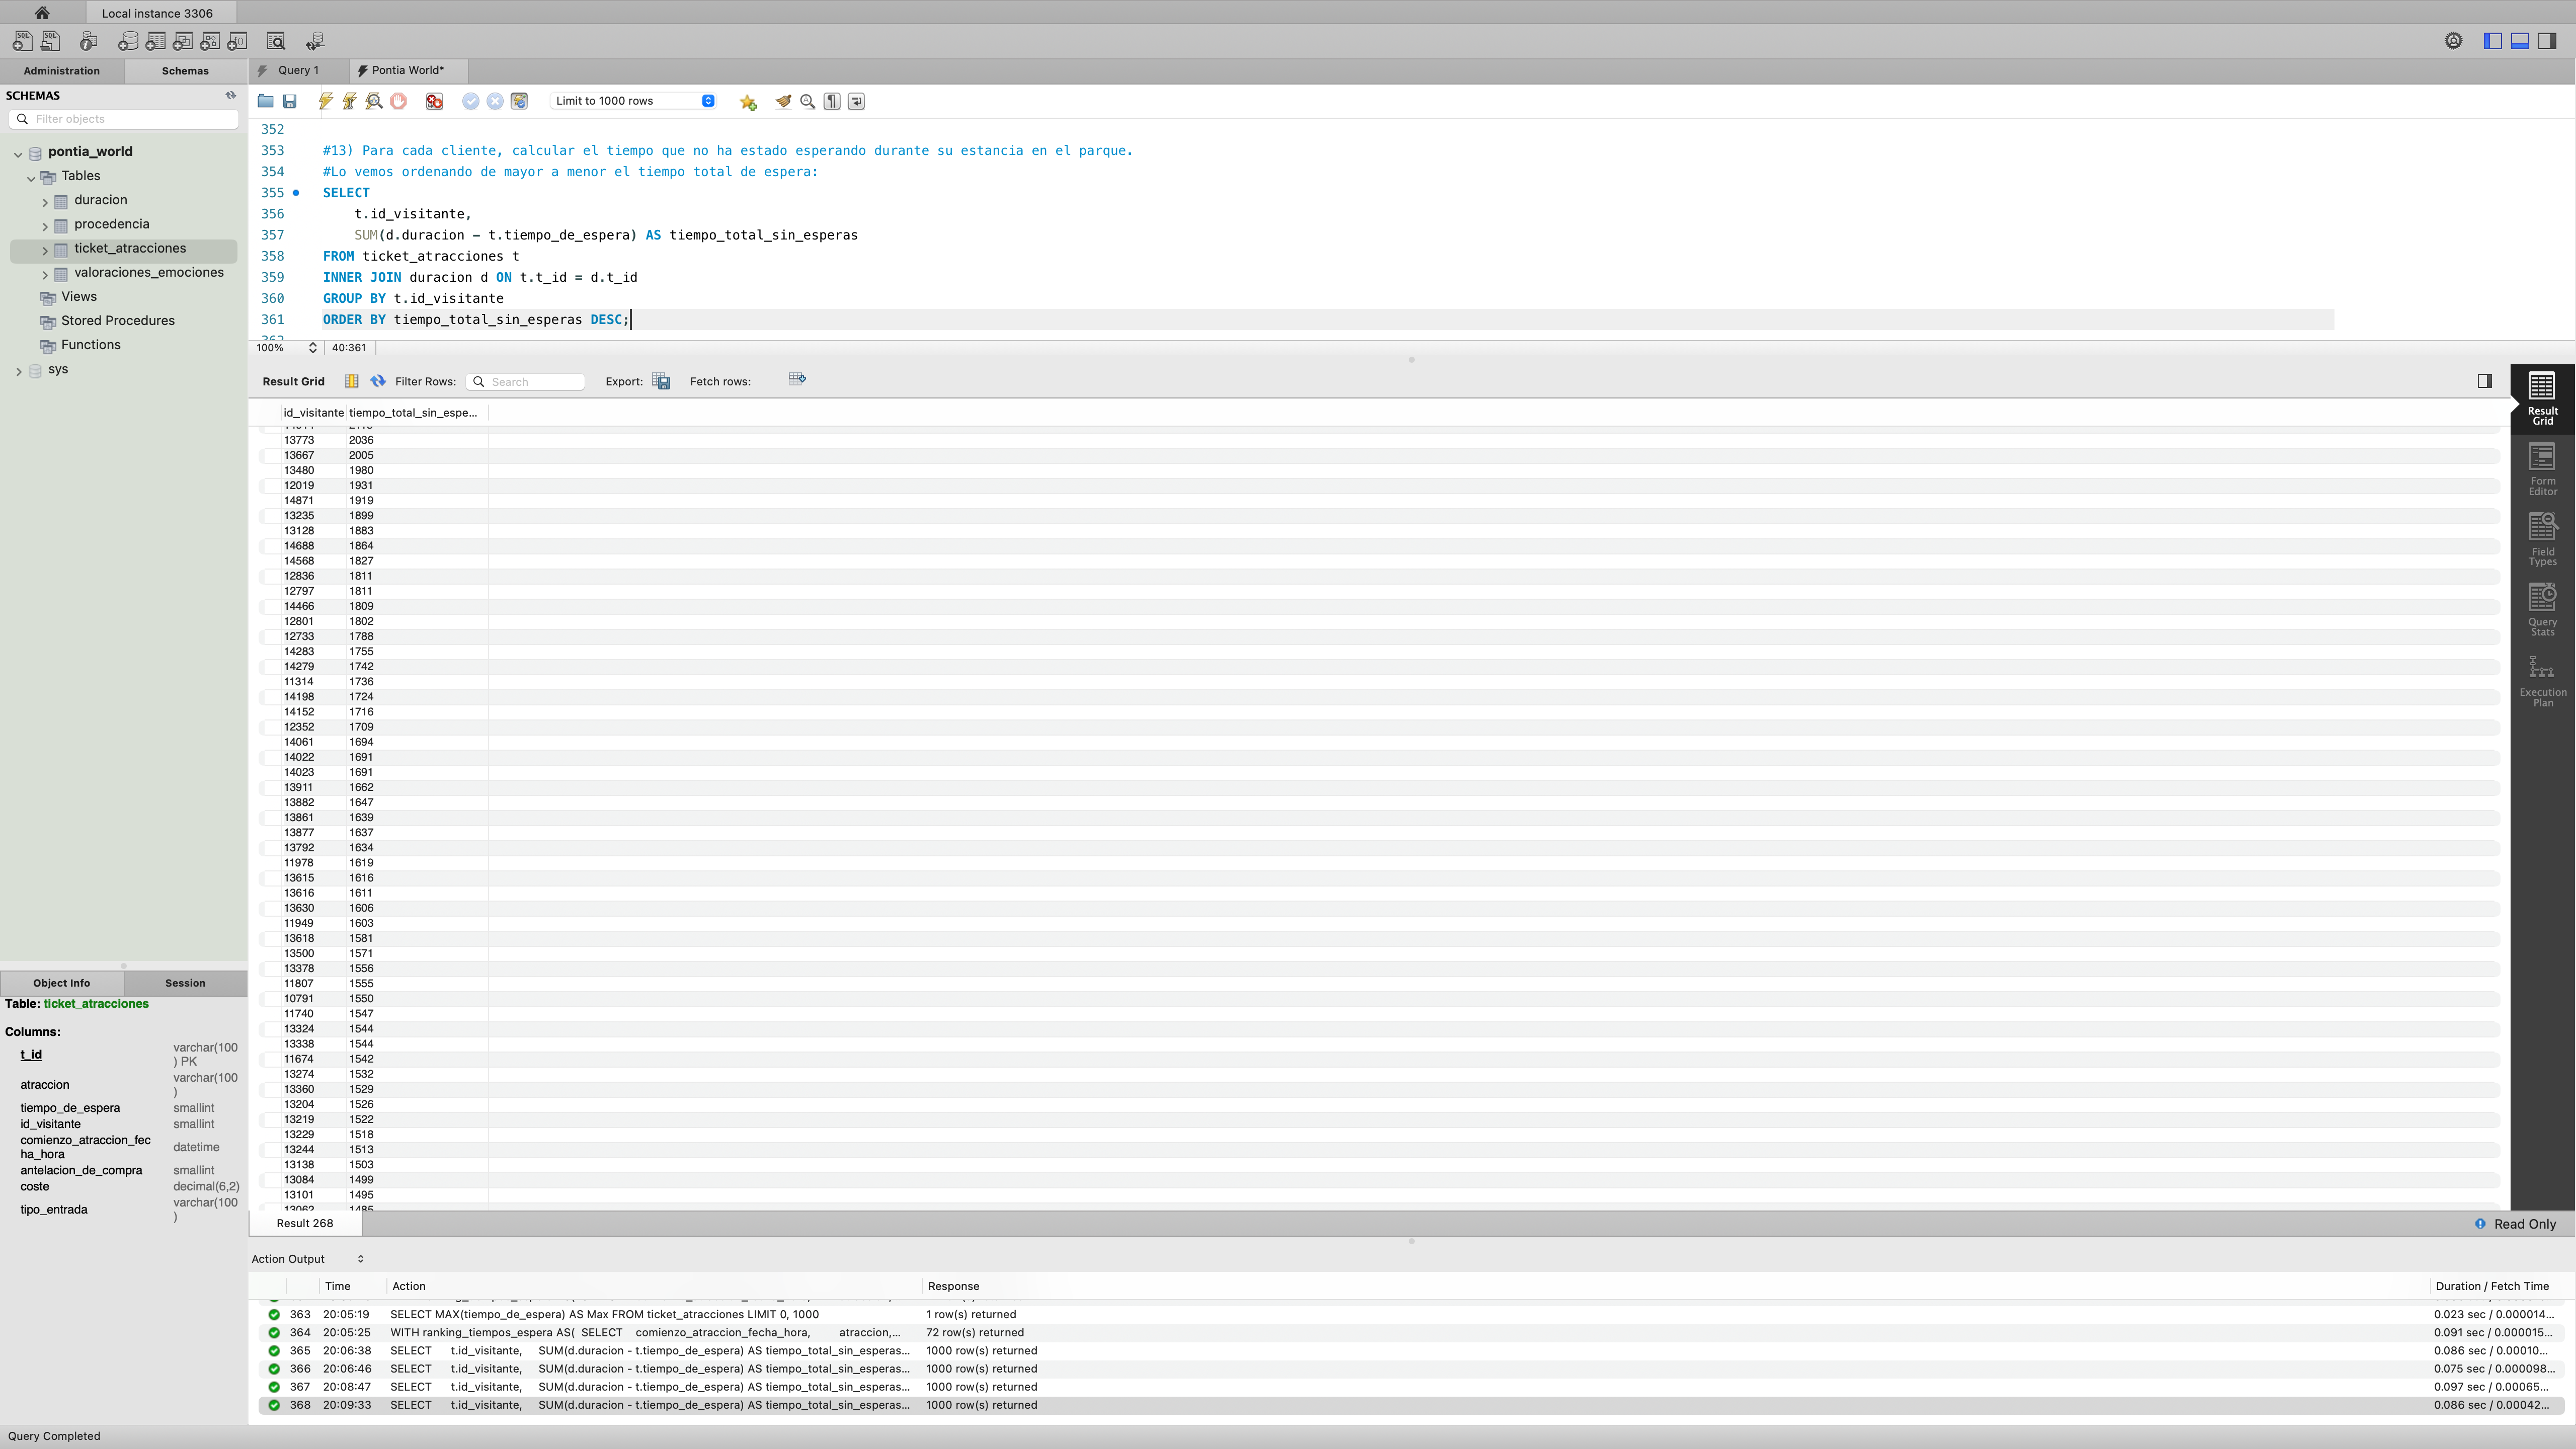 Local instance 3306
Administration
Schemas
Query 1
Pontia World*
SCHEMAS
Filter objects
pontia_world
Tables
duracion
procedencia
ticket_atracciones
valoraciones_emociones
Views
Stored Procedures
Functions
sys
Limit to 1000 rows
352
353 #13) Para cada cliente, calcular el tiempo que no ha estado esperando durante su estancia en el parque.
354 #Lo vemos ordenando de mayor a menor el tiempo total de espera:
355 SELECT
356 t.id_visitante,
357 SUM(d.duracion - t.tiempo_de_espera) AS tiempo_total_sin_esperas
358 FROM ticket_atracciones t
359 INNER JOIN duracion d ON t.t_id = d.t_id
360 GROUP BY t.id_visitante
361 ORDER BY tiempo_total_sin_esperas DESC;
100% 40:361
Result Grid Filter Rows: Search Export: Fetch rows:
id_visitante tiempo_total_sin_espe...
13773 2036
13667 2005
13480 1980
12019 1931
14871 1919
13235 1899
13128 1883
14688 1864
14568 1827
12836 1811
12797 1811
14466 1809
12801 1802
12733 1788
14283 1755
14279 1742
11314 1736
14198 1724
14152 1716
12352 1709
14061 1694
14022 1691
14023 1691
13911 1662
13882 1647
13861 1639
13877 1637
13792 1634
11978 1619
13615 1616
13616 1611
13630 1606
11949 1603
13618 1581
13500 1571
13378 1556
11807 1555
10791 1550
11740 1547
13324 1544
13338 1544
11674 1542
13274 1532
13360 1529
13204 1526
13219 1522
13229 1518
13244 1513
13138 1503
13084 1499
13101 1495
13062 1485
Result Grid
Form Editor
Field Types
Query Stats
Execution Plan
Result 268
Read Only
Object Info
Session
Table: ticket_atracciones
Columns:
t_id varchar(100) PK
atraccion varchar(100)
tiempo_de_espera smallint
id_visitante smallint
comienzo_atraccion_fecha_hora datetime
antelacion_de_compra smallint
coste decimal(6,2)
tipo_entrada varchar(100)
Action Output
Time Action Response Duration / Fetch Time
363 20:05:19 SELECT MAX(tiempo_de_espera) AS Max FROM ticket_atracciones LIMIT 0, 1000 1 row(s) returned 0.023 sec / 0.000014...
364 20:05:25 WITH ranking_tiempos_espera AS( SELECT comienzo_atraccion_fecha_hora, atraccion,... 72 row(s) returned 0.091 sec / 0.000015...
365 20:06:38 SELECT t.id_visitante, SUM(d.duracion - t.tiempo_de_espera) AS tiempo_total_sin_esperas... 1000 row(s) returned 0.086 sec / 0.00010...
366 20:06:46 SELECT t.id_visitante, SUM(d.duracion - t.tiempo_de_espera) AS tiempo_total_sin_esperas... 1000 row(s) returned 0.075 sec / 0.000098...
367 20:08:47 SELECT t.id_visitante, SUM(d.duracion - t.tiempo_de_espera) AS tiempo_total_sin_esperas... 1000 row(s) returned 0.097 sec / 0.00065...
368 20:09:33 SELECT t.id_visitante, SUM(d.duracion - t.tiempo_de_espera) AS tiempo_total_sin_esperas... 1000 row(s) returned 0.086 sec / 0.00042...
Query Completed